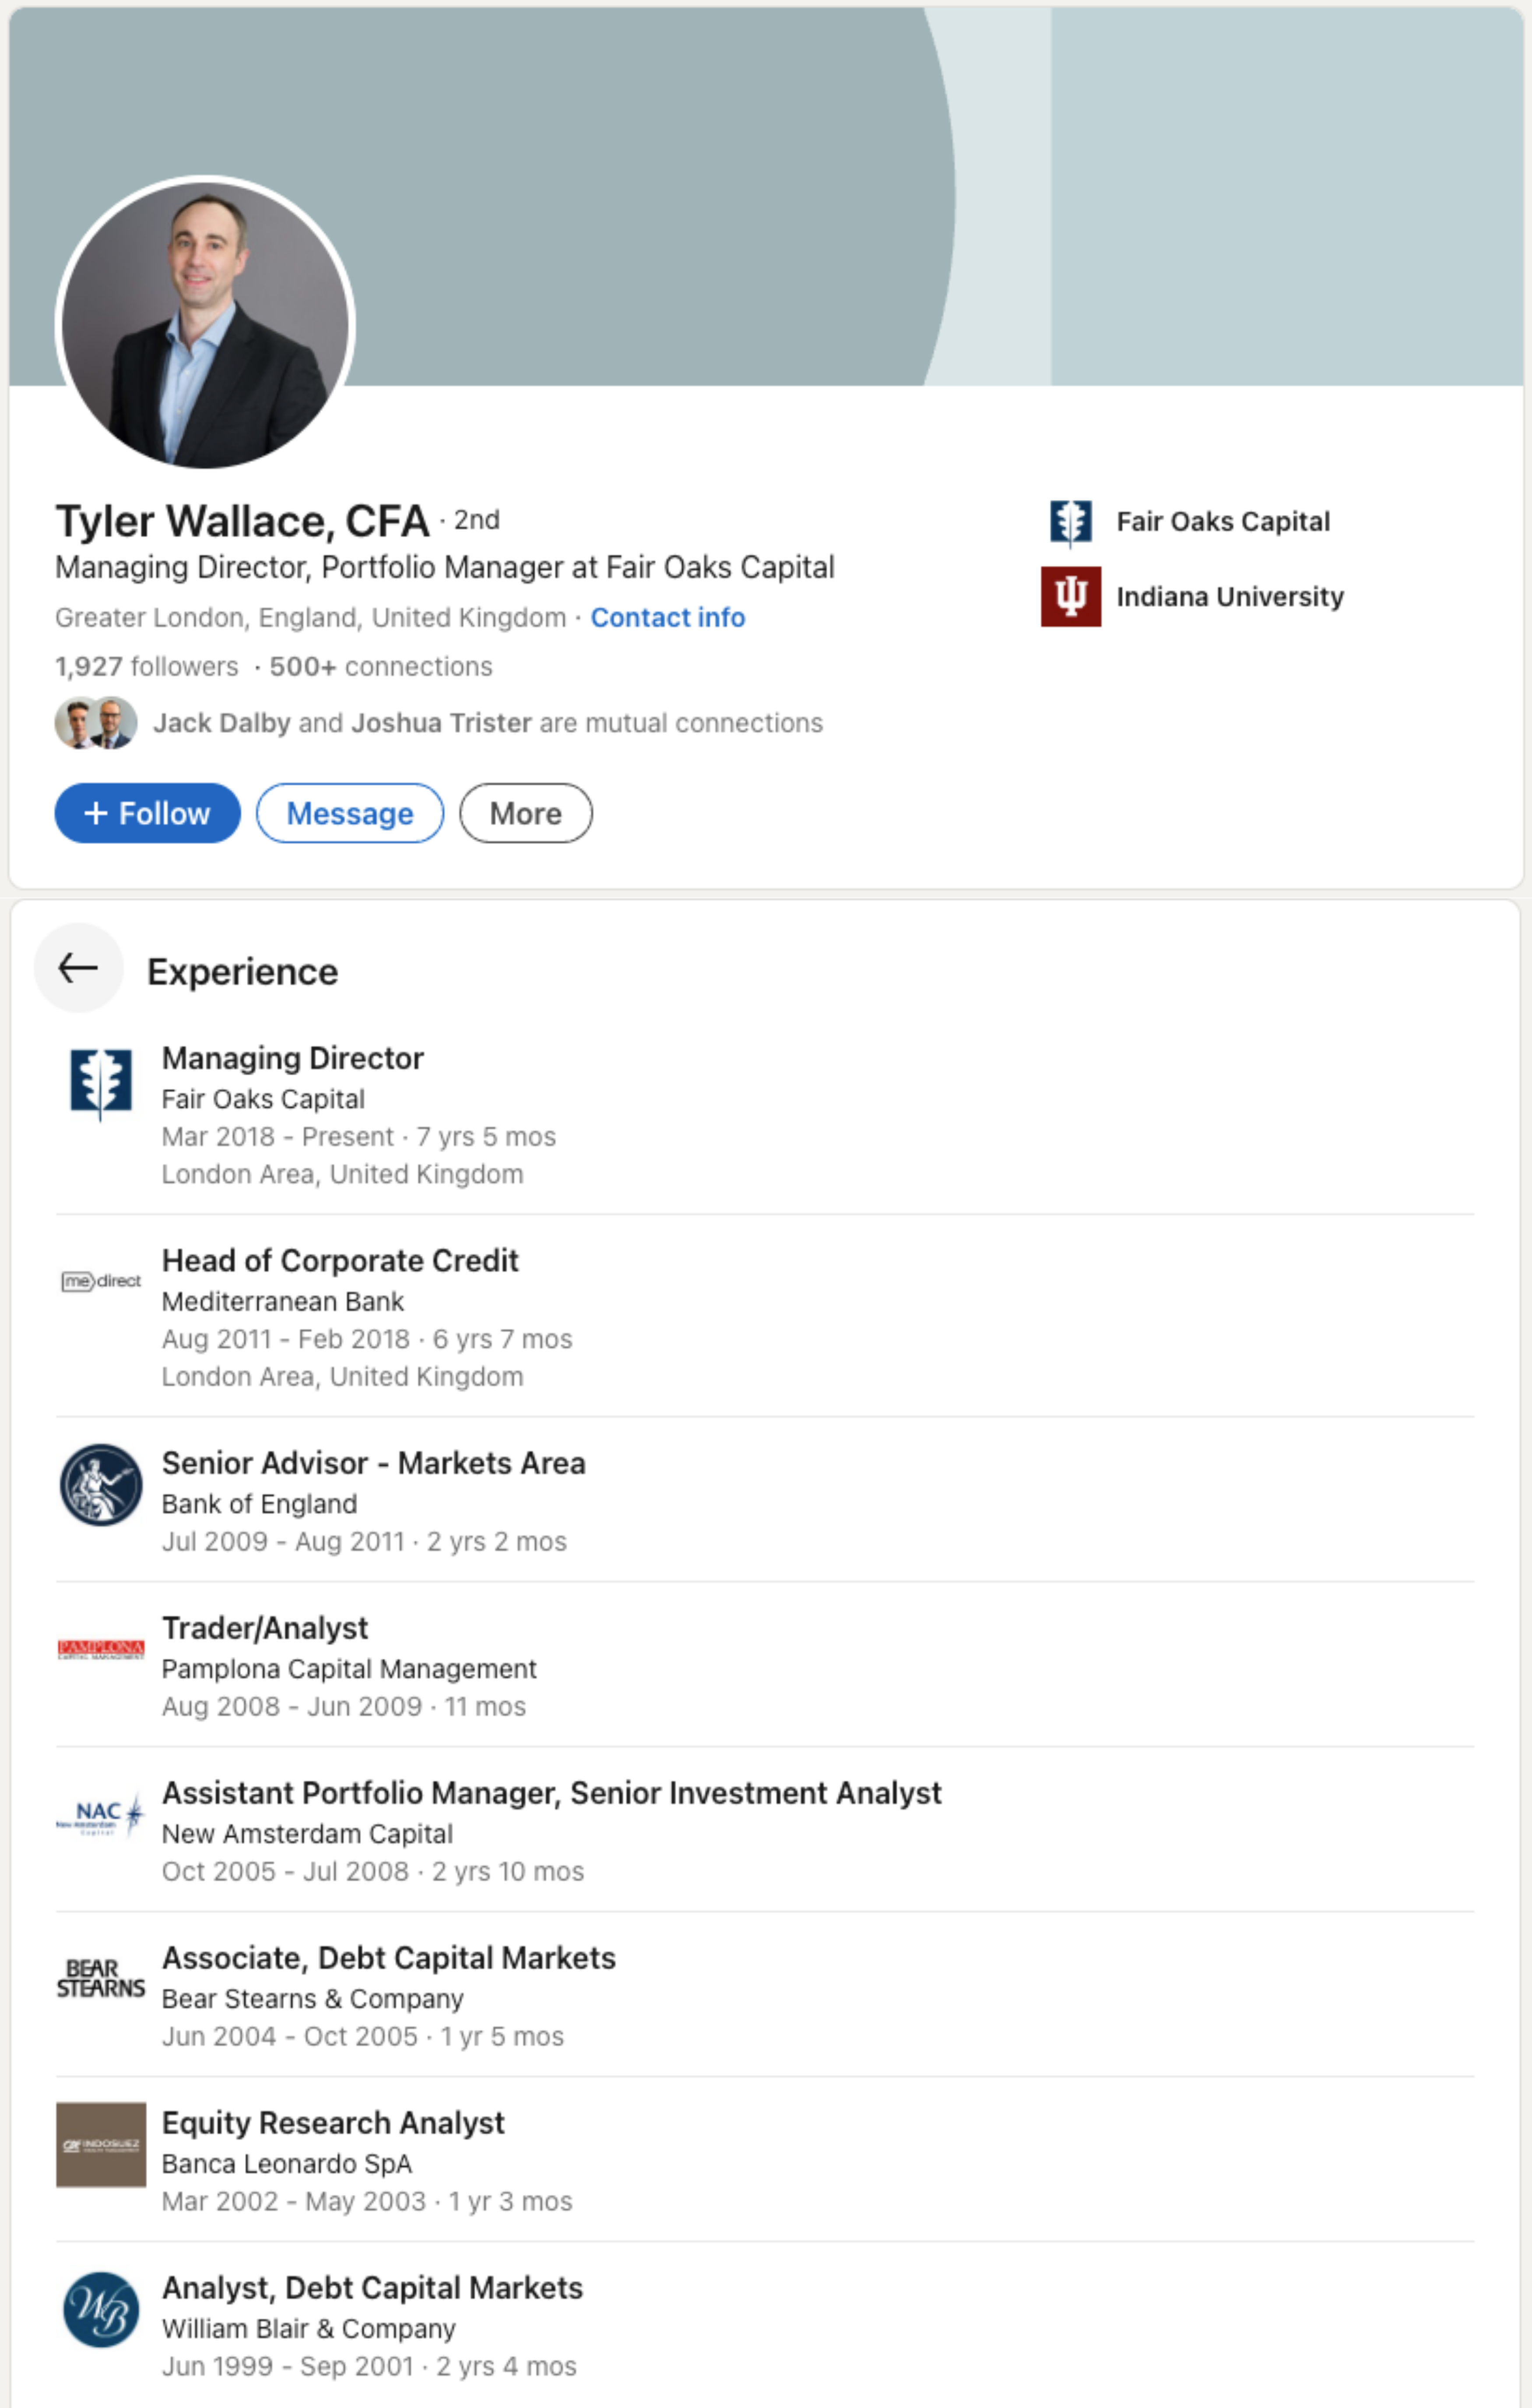 Tyler Wallace, CFA · 2nd
Managing Director, Portfolio Manager at Fair Oaks Capital
Greater London, England, United Kingdom · Contact info
1,927 followers · 500+ connections
Jack Dalby and Joshua Trister are mutual connections
+ Follow
Message
More
Fair Oaks Capital
Indiana University
Experience
Managing Director
Fair Oaks Capital
Mar 2018 - Present · 7 yrs 5 mos
London Area, United Kingdom
me direct
Head of Corporate Credit
Mediterranean Bank
Aug 2011 - Feb 2018 · 6 yrs 7 mos
London Area, United Kingdom
Senior Advisor - Markets Area
Bank of England
Jul 2009 - Aug 2011 · 2 yrs 2 mos
PAMPLONA
CAPITAL MANAGEMENT
Trader/Analyst
Pamplona Capital Management
Aug 2008 - Jun 2009 · 11 mos
NAC
New Amsterdam
Capital
Assistant Portfolio Manager, Senior Investment Analyst
New Amsterdam Capital
Oct 2005 - Jul 2008 · 2 yrs 10 mos
BEAR
STEARNS
Associate, Debt Capital Markets
Bear Stearns & Company
Jun 2004 - Oct 2005 · 1 yr 5 mos
INDOSUEZ
Equity Research Analyst
Banca Leonardo SpA
Mar 2002 - May 2003 · 1 yr 3 mos
WB
Analyst, Debt Capital Markets
William Blair & Company
Jun 1999 - Sep 2001 · 2 yrs 4 mos